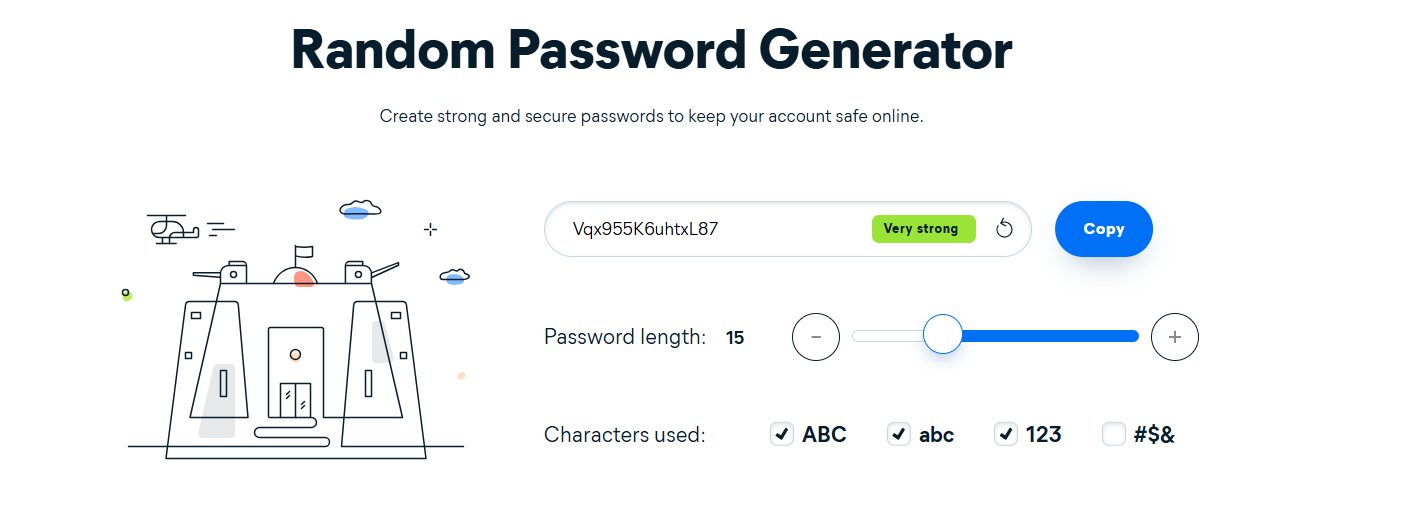 Random Password Generator
Create strong and secure passwords to keep your account safe online.
Vqx955K6uhtxL87 Very strong Copy
Password length: 15 - +
Characters used: ABC abc 123 #$&